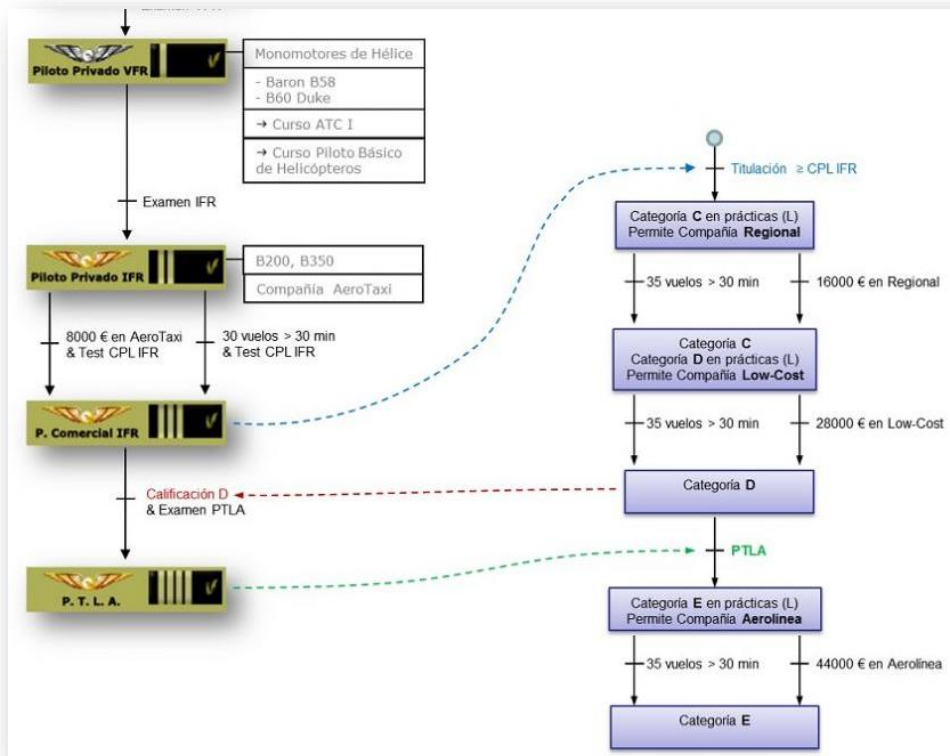 Piloto Privado VFR
Monomotores de Hélice
- Baron B58
- B60 Duke
→ Curso ATC I
→ Curso Piloto Básico
de Helicópteros
Examen IFR
Piloto Privado IFR
B200, B350
Compañía AeroTaxi
8000 € en AeroTaxi
& Test CPL IFR
30 vuelos > 30 min
& Test CPL IFR
P. Comercial IFR
Calificación D
& Examen PTLA
P. T. L. A.
Titulación ≥ CPL IFR
Categoría C en prácticas (L)
Permite Compañía Regional
35 vuelos > 30 min
16000 € en Regional
Categoría C
Categoría D en prácticas (L)
Permite Compañía Low-Cost
35 vuelos > 30 min
28000 € en Low-Cost
Categoría D
PTLA
Categoría E en prácticas (L)
Permite Compañía Aerolinea
35 vuelos > 30 min
44000 € en Aerolínea
Categoría E